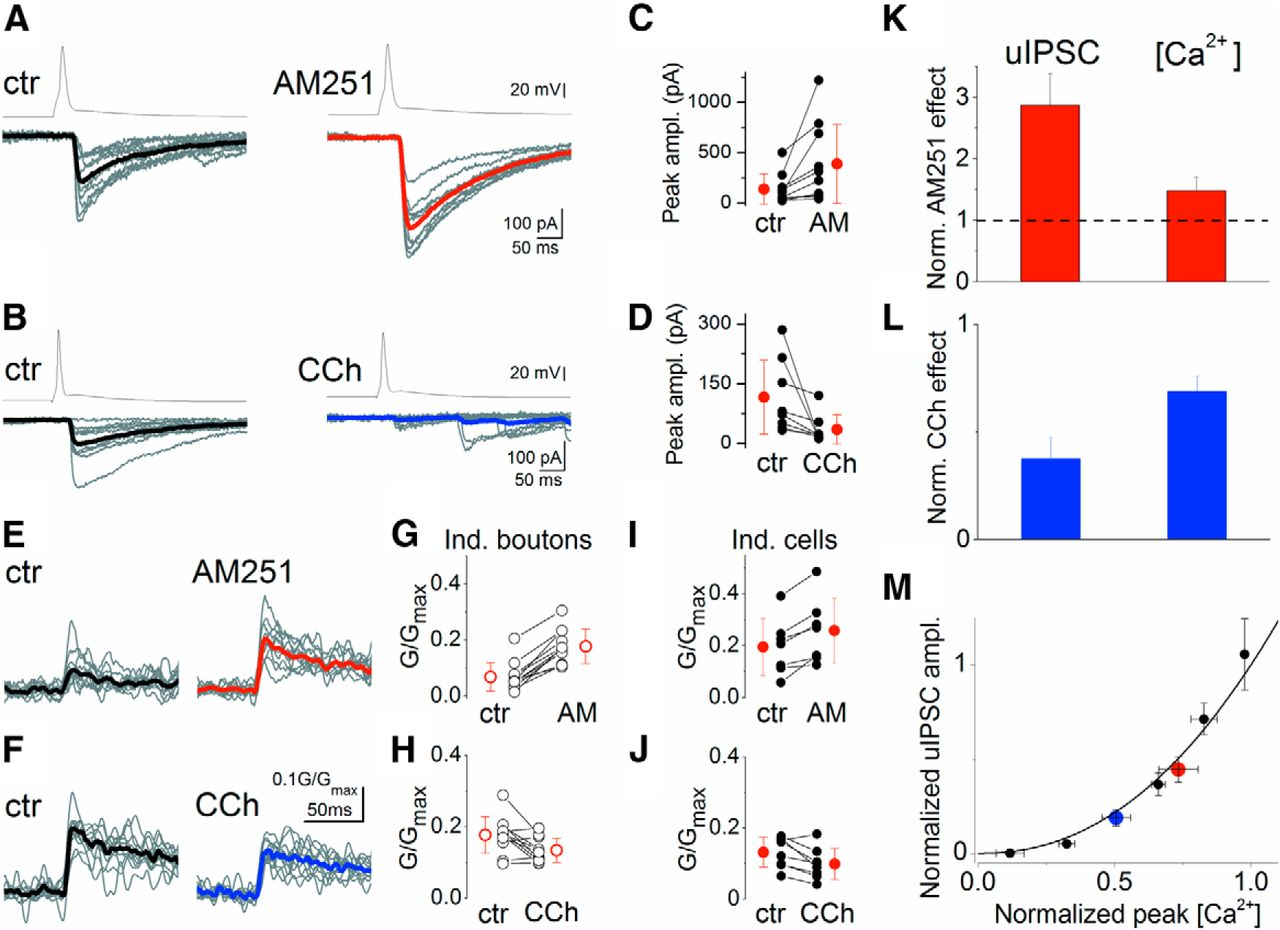 A
ctr
AM251
20 mV
100 pA
50 ms
B
ctr
CCh
20 mV
100 pA
50 ms
C
Peak ampl. (pA)
1000
500
0
ctr AM
D
Peak ampl. (pA)
300
150
0
ctr CCh
E
ctr
AM251
F
ctr
CCh
0.1G/Gmax
50ms
G
Ind. boutons
G/Gmax
0.4
0.2
0.0
ctr AM
H
G/Gmax
0.4
0.2
0.0
ctr CCh
I
Ind. cells
G/Gmax
0.4
0.2
0.0
ctr AM
J
G/Gmax
0.4
0.2
0
ctr CCh
K
uIPSC [Ca2+]
Norm. AM251 effect
3
2
1
0
L
Norm. CCh effect
1
0
M
Normalized uIPSC ampl.
1
0
0.0 0.5 1.0
Normalized peak [Ca2+]